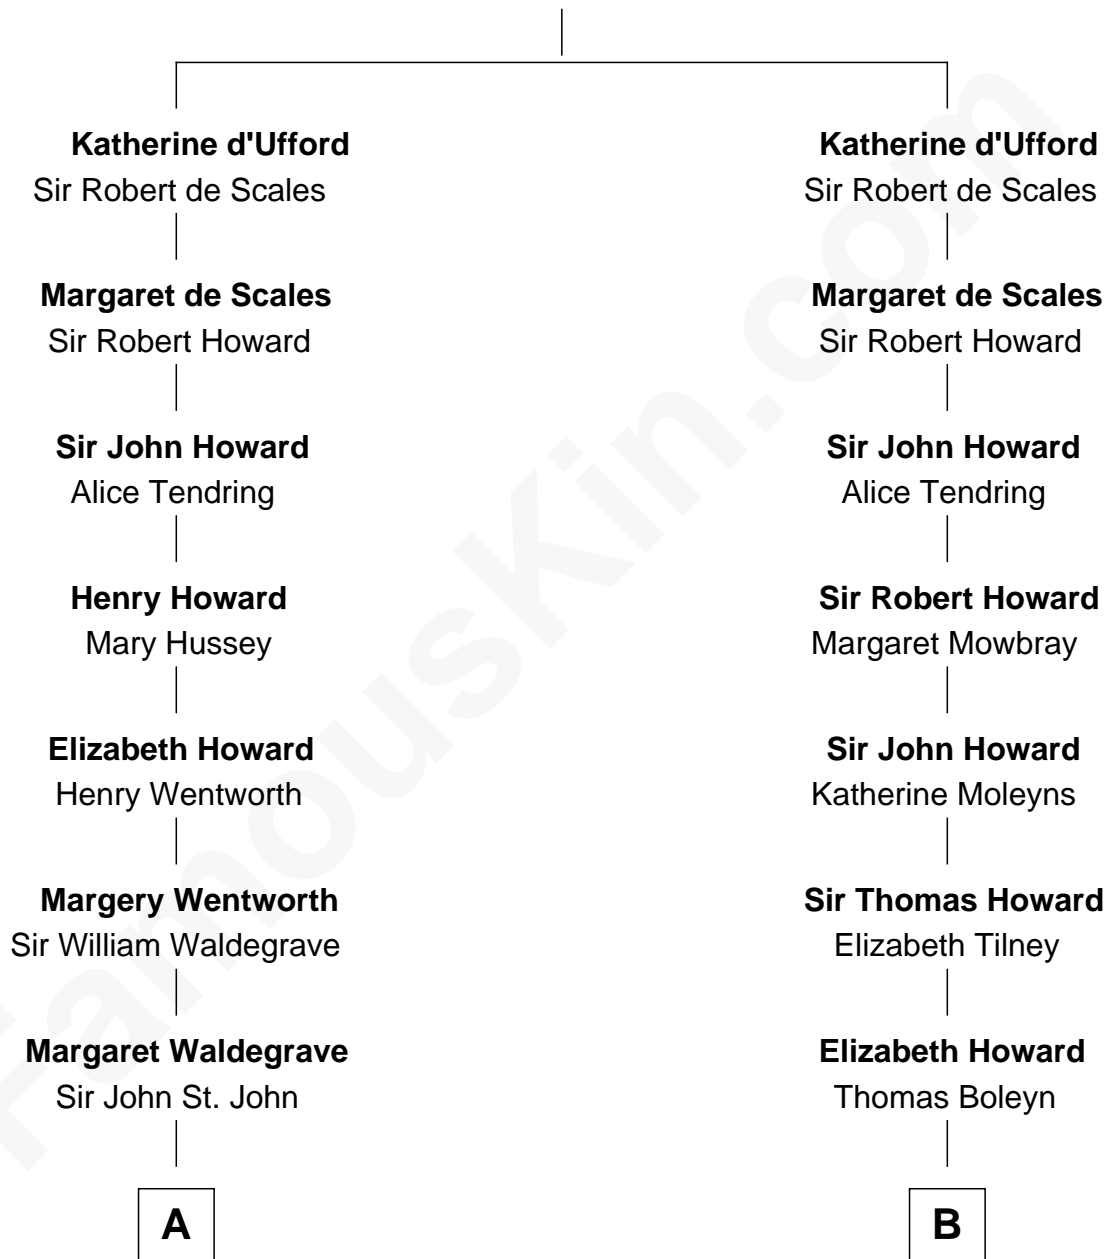 Katherine d'Ufford
Sir Robert de Scales
Margaret de Scales
Sir Robert Howard
Sir John Howard
Alice Tendring
Henry Howard
Mary Hussey
Elizabeth Howard
Henry Wentworth
Margery Wentworth
Sir William Waldegrave
Margaret Waldegrave
Sir John St. John
A
Katherine d'Ufford
Sir Robert de Scales
Margaret de Scales
Sir Robert Howard
Sir John Howard
Alice Tendring
Sir Robert Howard
Margaret Mowbray
Sir John Howard
Katherine Moleyns
Sir Thomas Howard
Elizabeth Tilney
Elizabeth Howard
Thomas Boleyn
B
FamousKin.com